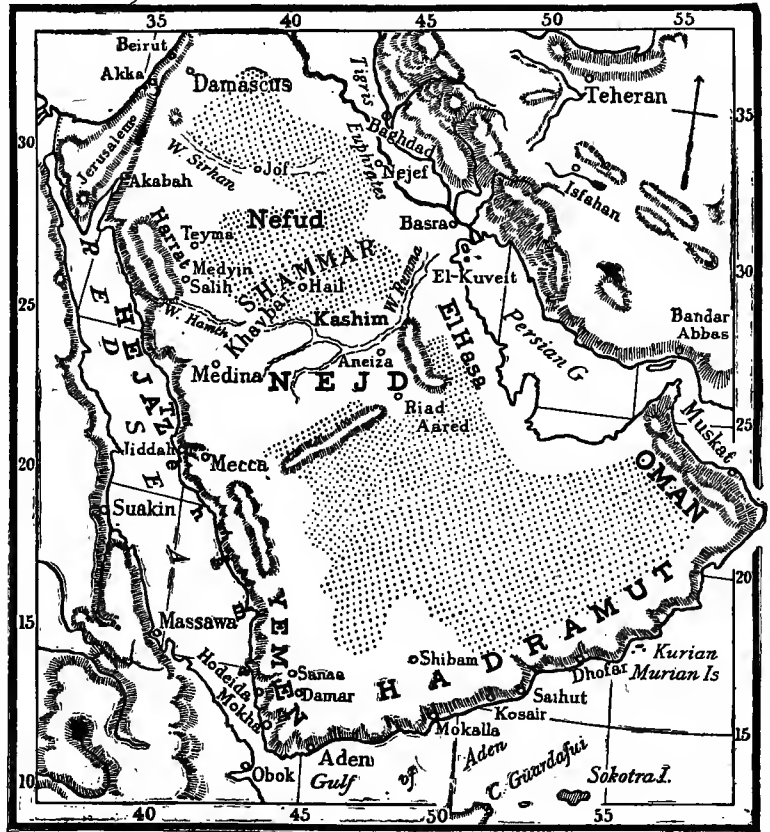 35 40 45 50 55
Beirut
Akka
Damascus
Tigris
Teheran
35
30
Jerusalem
Baghdad
Euphrates
W. Sirhan
Jof
Nejef
Isfahan
Akabah
Nefud
Basra
Harrat
Teyma
Medyin
Salih
SHAMMAR
Hail
W. Rumma
El-Kuveit
30
25
RED SEA
HEJAS
W. Hamth
Khaybar
Kashim
El Hasa
Persian G
Bandar
Abbas
Medina
Aneiza
NEJD
Riad
Aared
Muskat
25
20
Jiddah
Mecca
OMAN
Suakin
20
15
Massawa
YEMEN
Hodeida
Mokha
Sanaa
Damar
Shibam
HADRAMUT
Dhofar
Kurian
Murian Is
Saihut
Kosair
Mokalla
15
10
Obok
Aden
Gulf of Aden
C. Guardafui
Sokotra I.
40 45 50 55